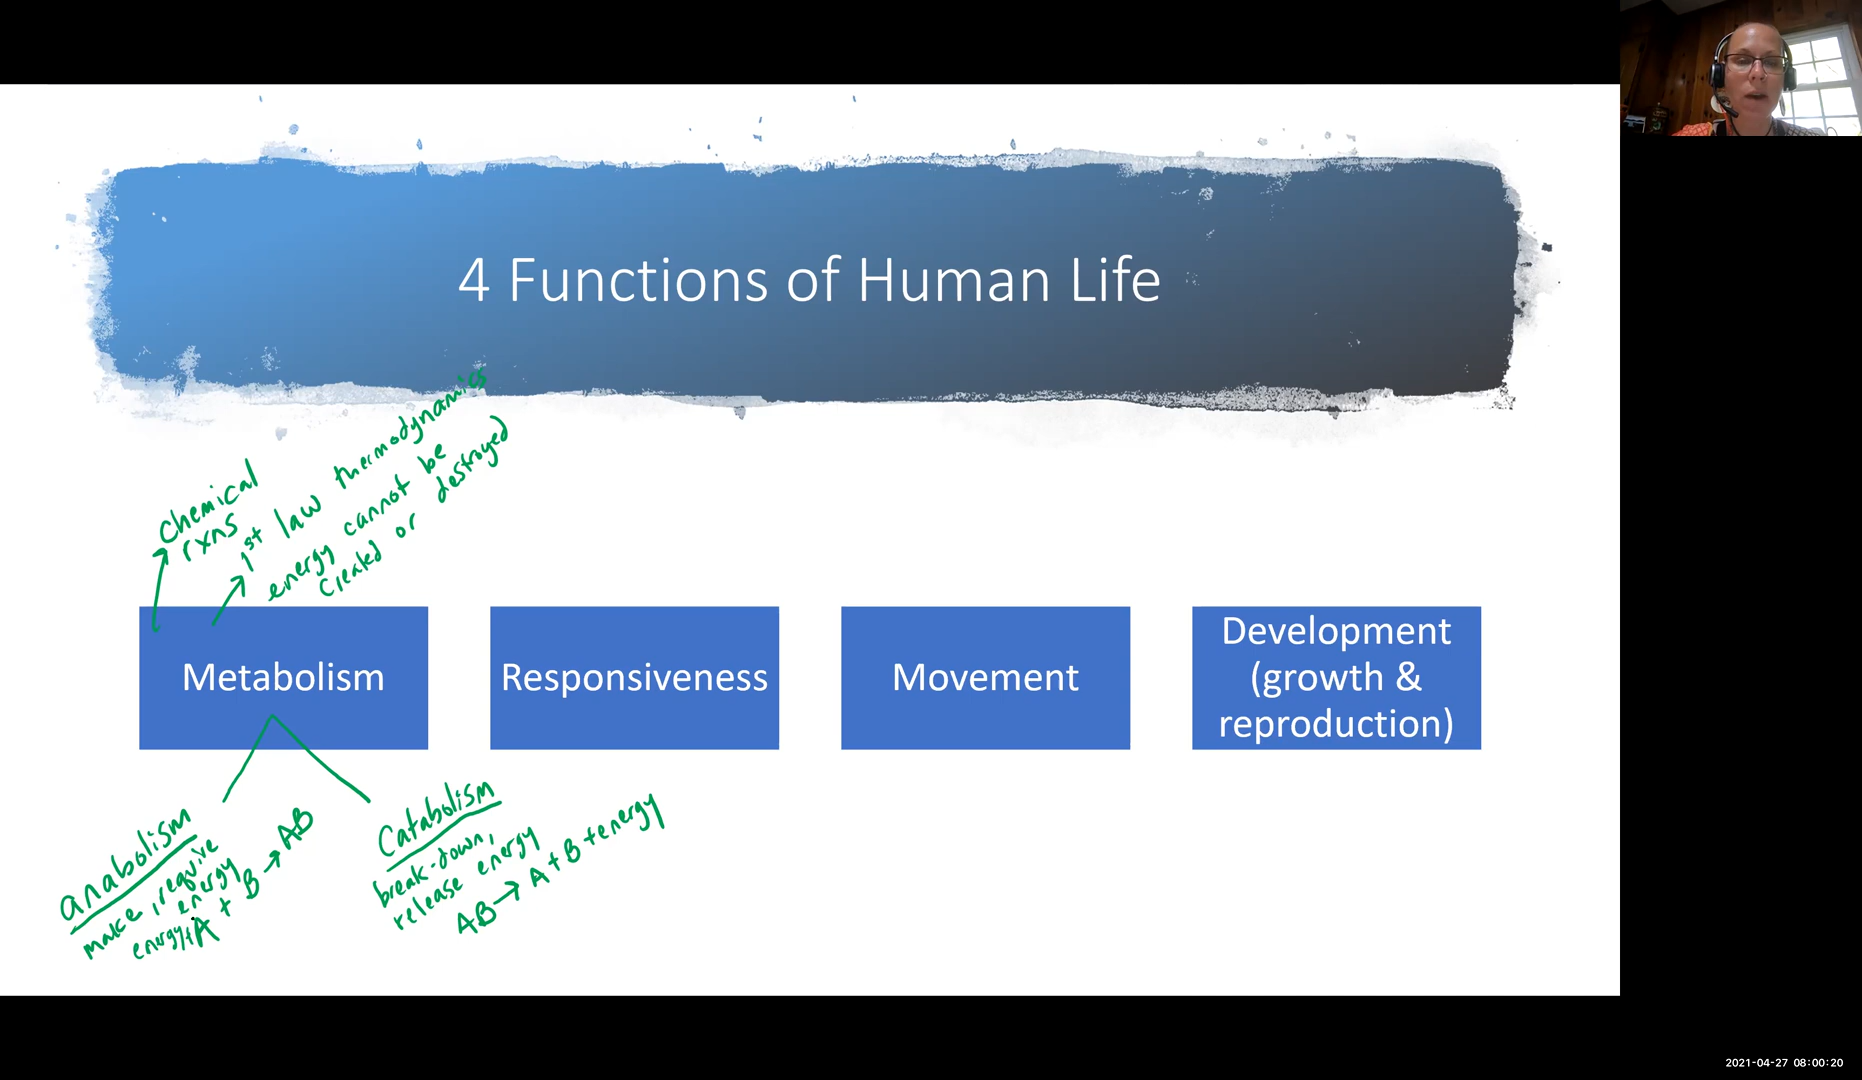 4 Functions of Human Life
chemical
rxns
1st law thermodynamics
energy cannot be
created or destroyed
Metabolism
Responsiveness
Movement
Development
(growth &
reproduction)
anabolism
make, require
energy
energy + A + B → AB
Catabolism
break-down,
release energy
AB → A + B + energy
2021-04-27 08:00:20